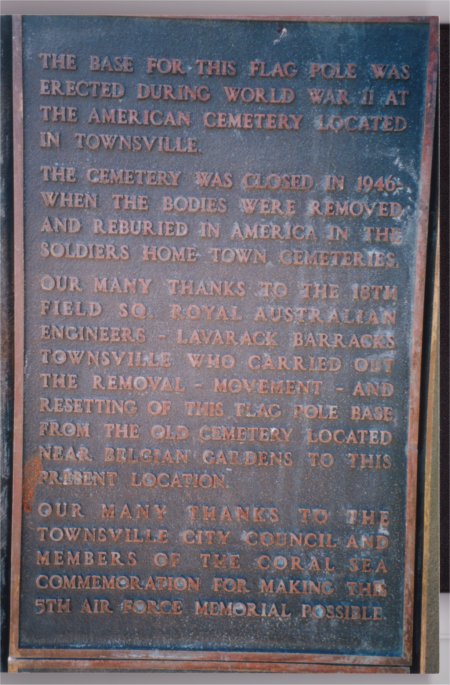 THE BASE FOR THIS FLAG POLE WAS
ERECTED DURING WORLD WAR II AT
THE AMERICAN CEMETERY LOCATED
IN TOWNSVILLE.
THE CEMETERY WAS CLOSED IN 1946,
WHEN THE BODIES WERE REMOVED
AND REBURIED IN AMERICA IN THE
SOLDIERS HOME TOWN CEMETERIES.
OUR MANY THANKS TO THE 18TH
FIELD SQ. ROYAL AUSTRALIAN
ENGINEERS - LAVARACK BARRACKS
TOWNSVILLE WHO CARRIED OUT
THE REMOVAL - MOVEMENT - AND
RESETTING OF THIS FLAG POLE BASE
FROM THE OLD CEMETERY LOCATED
NEAR BELGIAN GARDENS TO THIS
PRESENT LOCATION.
OUR MANY THANKS TO THE
TOWNSVILLE CITY COUNCIL AND
MEMBERS OF THE CORAL SEA
COMMEMORATION FOR MAKING THIS
5TH AIR FORCE MEMORIAL POSSIBLE.